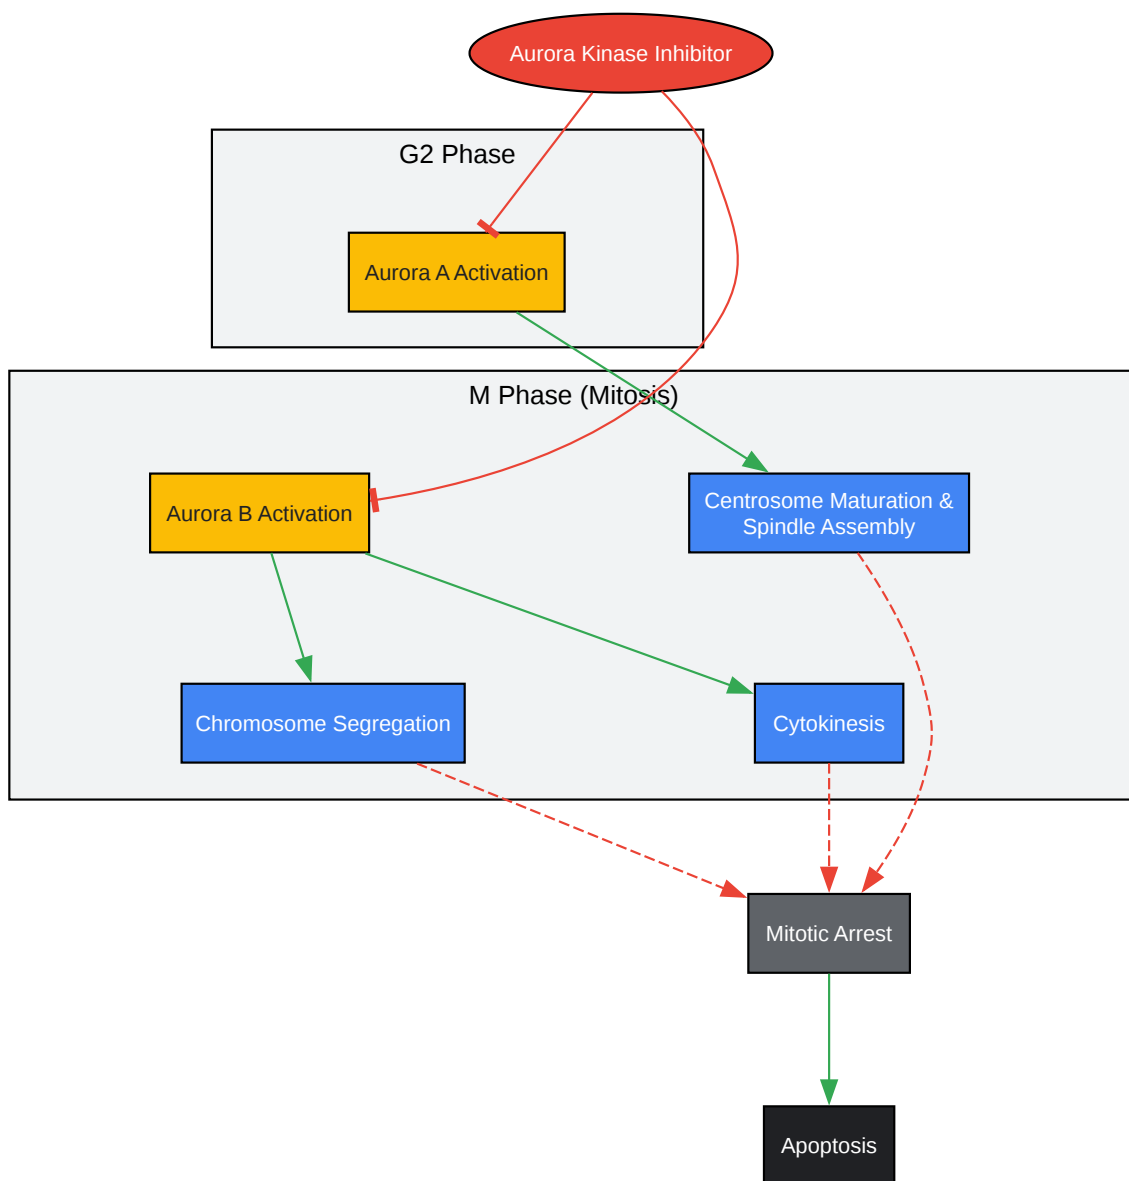 Aurora Kinase Inhibitor
G2 Phase
Aurora A Activation
M Phase (Mitosis)
Aurora B Activation
Centrosome Maturation &
Spindle Assembly
Chromosome Segregation
Cytokinesis
Mitotic Arrest
Apoptosis